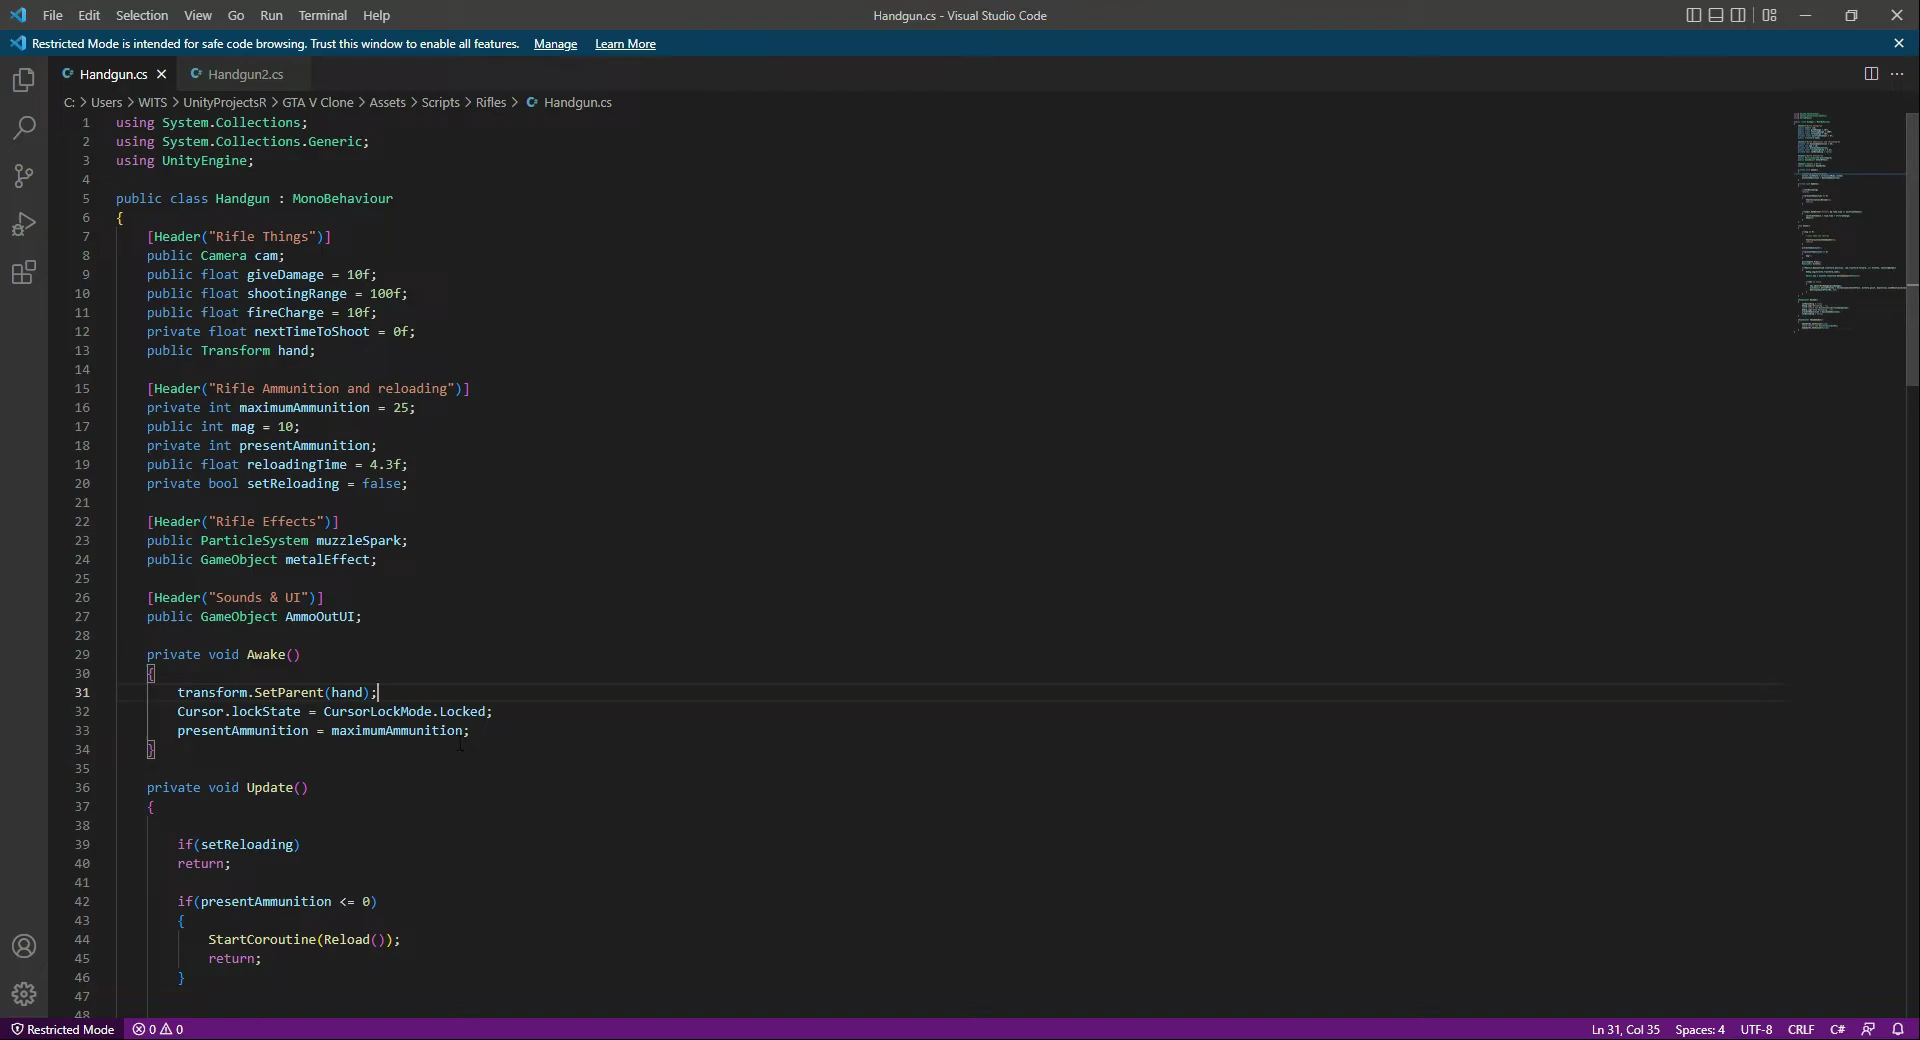 File Edit Selection View Go Run Terminal Help Handgun.cs - Visual Studio Code
Restricted Mode is intended for safe code browsing. Trust this window to enable all features. Manage Learn More
Handgun.cs Handgun2.cs
C: > Users > WITS > UnityProjectsR > GTA V Clone > Assets > Scripts > Rifles > Handgun.cs
1 using System.Collections;
2 using System.Collections.Generic;
3 using UnityEngine;
4
5 public class Handgun : MonoBehaviour
6 {
7 [Header("Rifle Things")]
8 public Camera cam;
9 public float giveDamage = 10f;
10 public float shootingRange = 100f;
11 public float fireCharge = 10f;
12 private float nextTimeToShoot = 0f;
13 public Transform hand;
14
15 [Header("Rifle Ammunition and reloading")]
16 private int maximumAmmunition = 25;
17 public int mag = 10;
18 private int presentAmmunition;
19 public float reloadingTime = 4.3f;
20 private bool setReloading = false;
21
22 [Header("Rifle Effects")]
23 public ParticleSystem muzzleSpark;
24 public GameObject metalEffect;
25
26 [Header("Sounds & UI")]
27 public GameObject AmmoOutUI;
28
29 private void Awake()
30 {
31 transform.SetParent(hand);
32 Cursor.lockState = CursorLockMode.Locked;
33 presentAmmunition = maximumAmmunition;
34 }
35
36 private void Update()
37 {
38
39 if(setReloading)
40 return;
41
42 if(presentAmmunition <= 0)
43 {
44 StartCoroutine(Reload());
45 return;
46 }
47
48
Restricted Mode 0 0 Ln 31, Col 35 Spaces: 4 UTF-8 CRLF C#